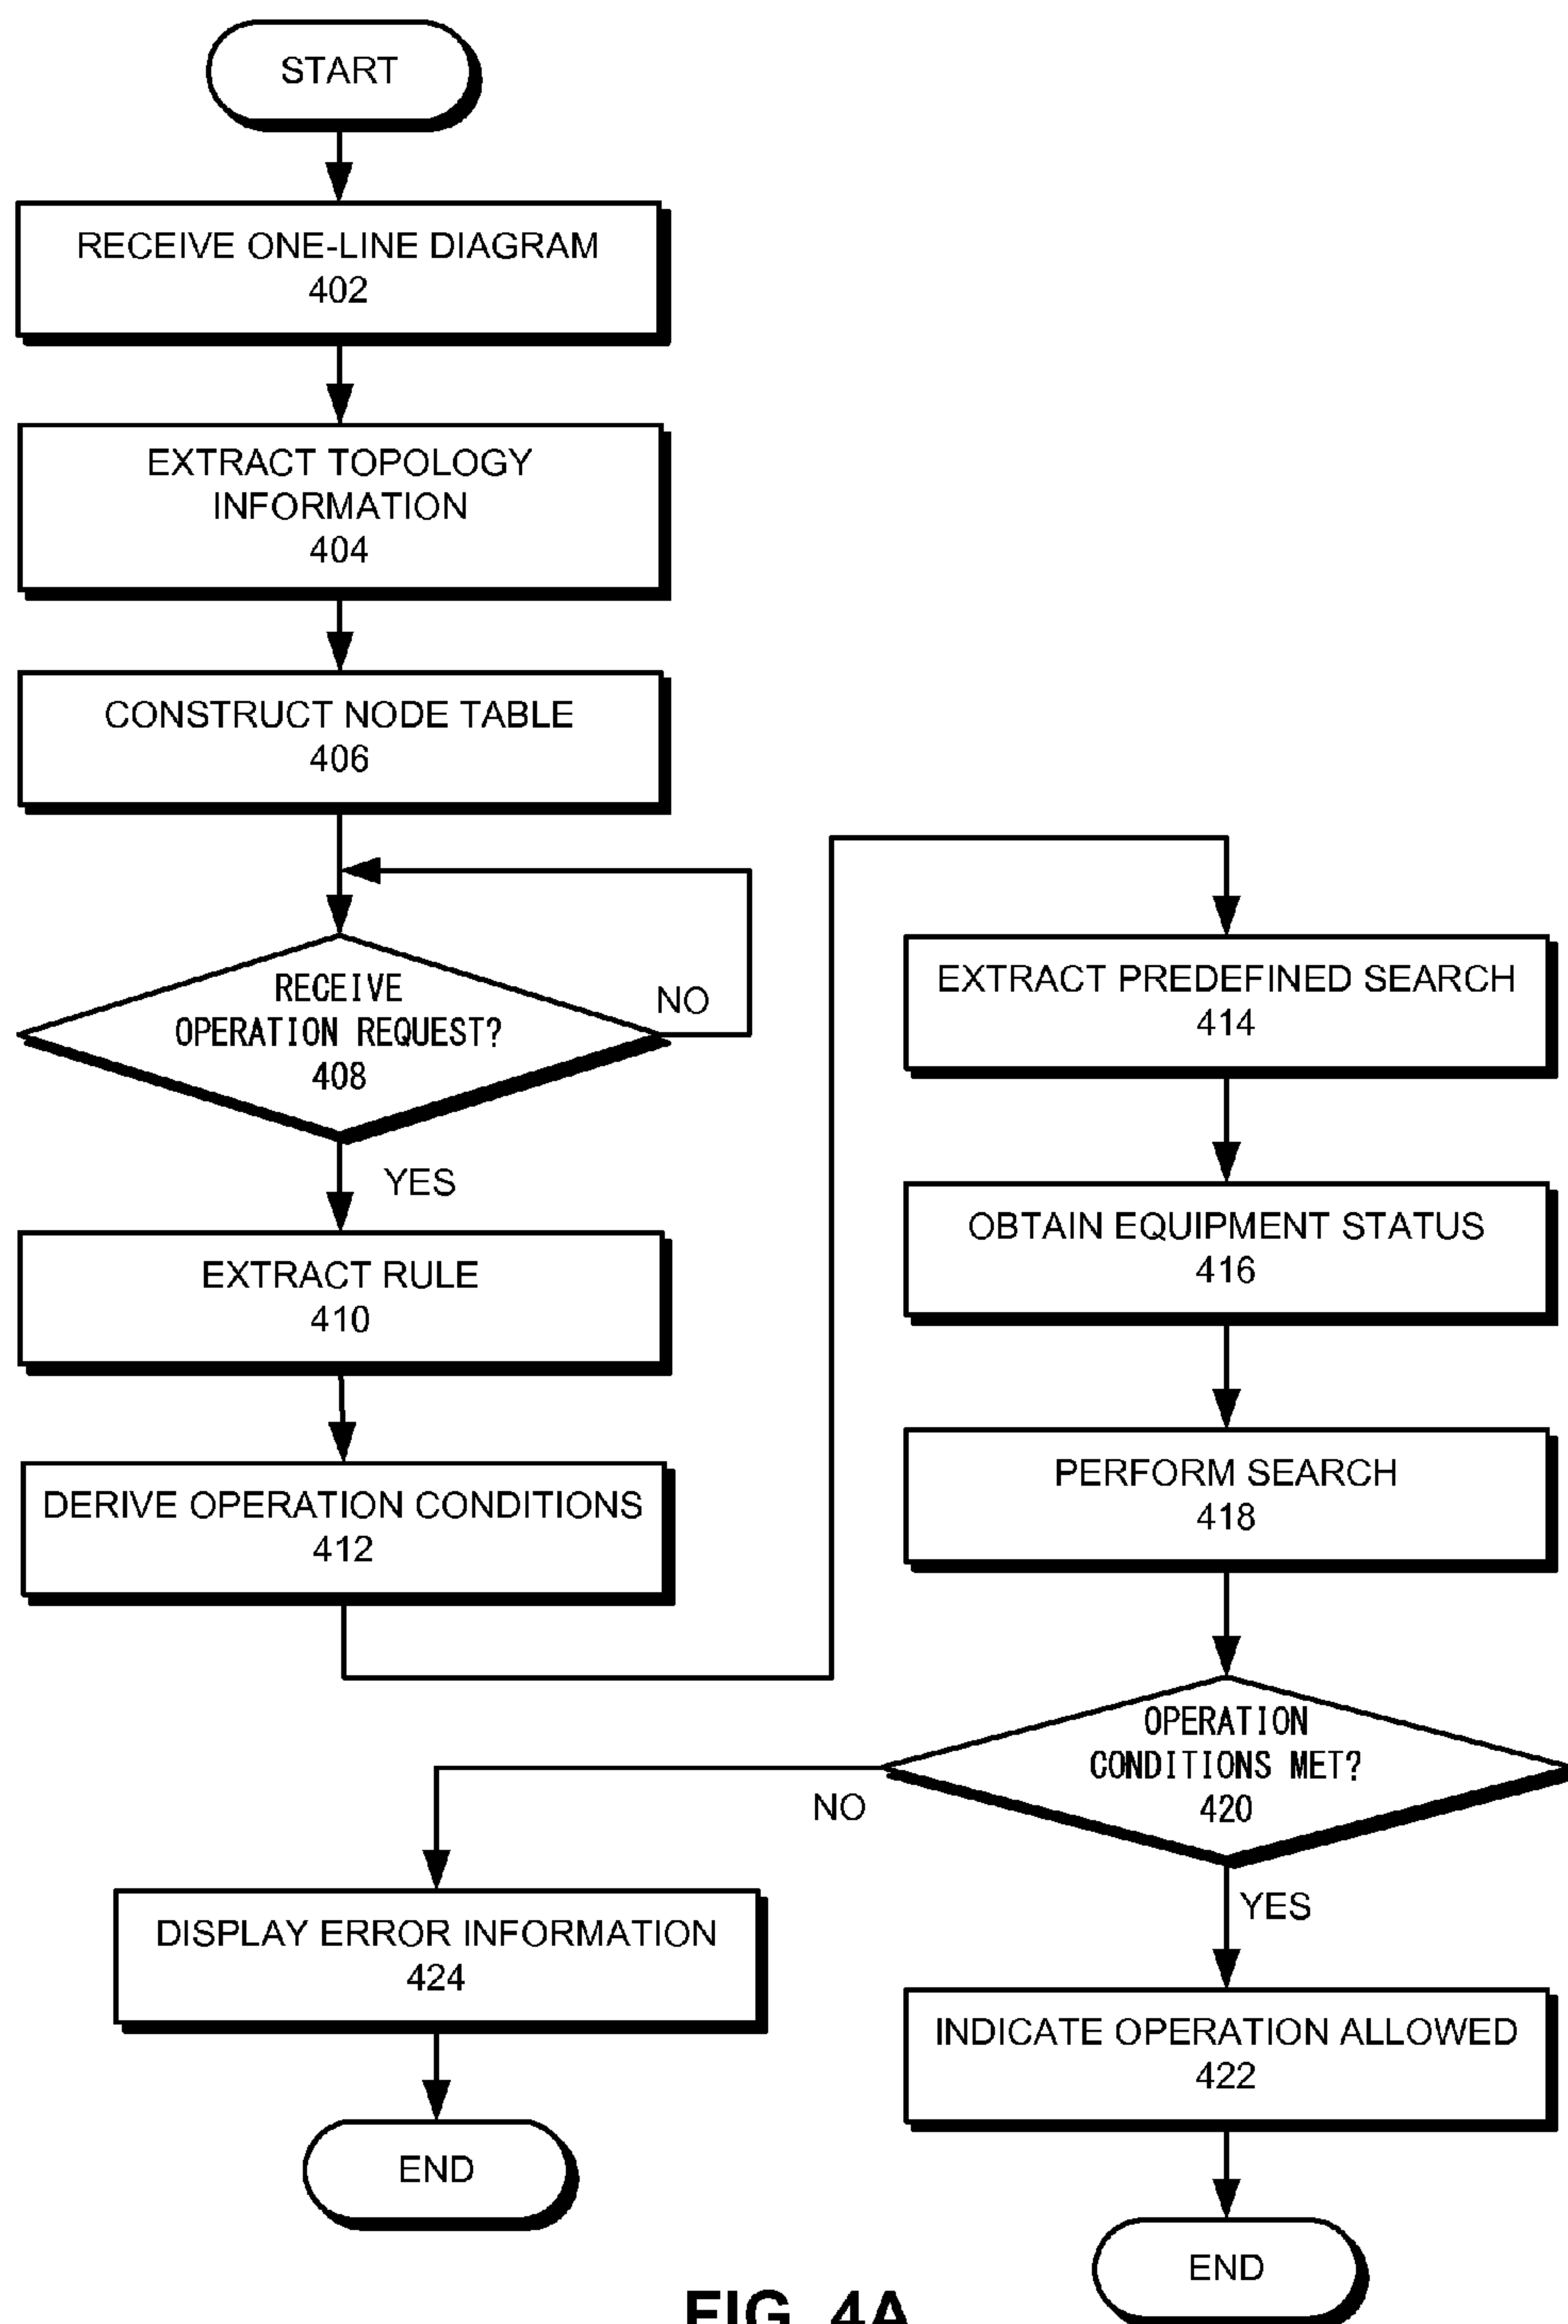 START
RECEIVE ONE-LINE DIAGRAM
402
EXTRACT TOPOLOGY
INFORMATION
404
CONSTRUCT NODE TABLE
406
RECEIVE
OPERATION REQUEST?
408
NO
YES
EXTRACT RULE
410
DERIVE OPERATION CONDITIONS
412
EXTRACT PREDEFINED SEARCH
414
OBTAIN EQUIPMENT STATUS
416
PERFORM SEARCH
418
OPERATION
CONDITIONS MET?
420
NO
YES
DISPLAY ERROR INFORMATION
424
END
INDICATE OPERATION ALLOWED
422
END
FIG. 4A